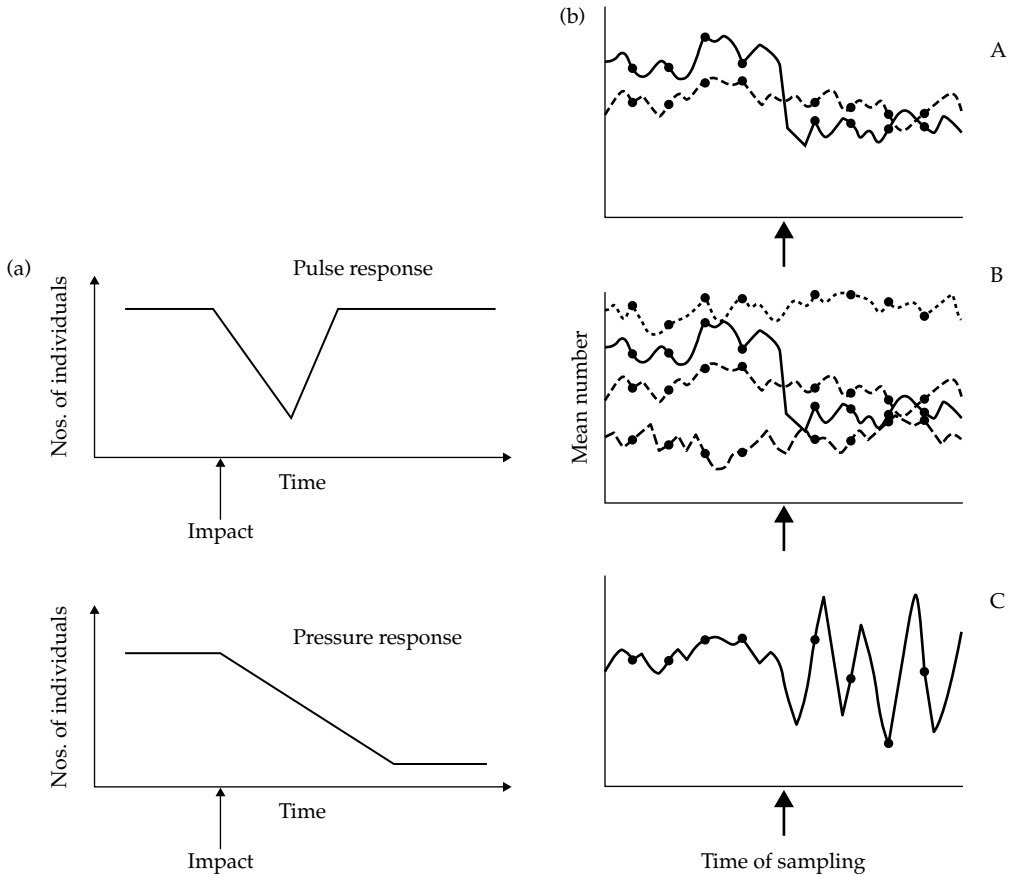 (a)
Pulse response
Nos. of individuals
Time
Impact
Pressure response
Nos. of individuals
Time
Impact
(b)
A
B
Mean number
C
Time of sampling